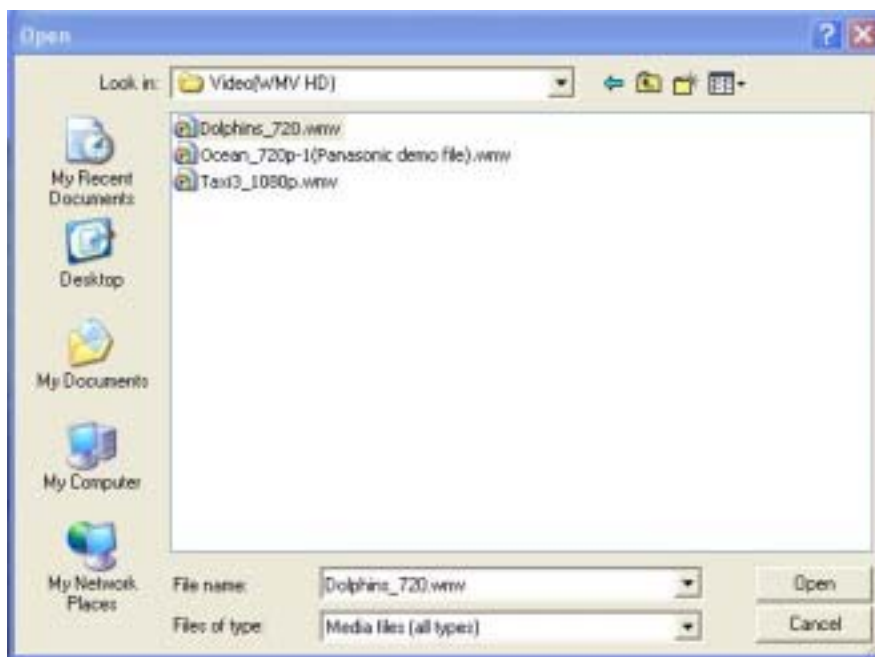 Open
Look in: Video(WMV HD)
Dolphins_720.wmv
Ocean_720p-1(Panasonic demo file).wmv
Taxi3_1080p.wmv
My Recent
Documents
Desktop
My Documents
My Computer
My Network
Places
File name: Dolphins_720.wmv Open
Files of type: Media files (all types) Cancel